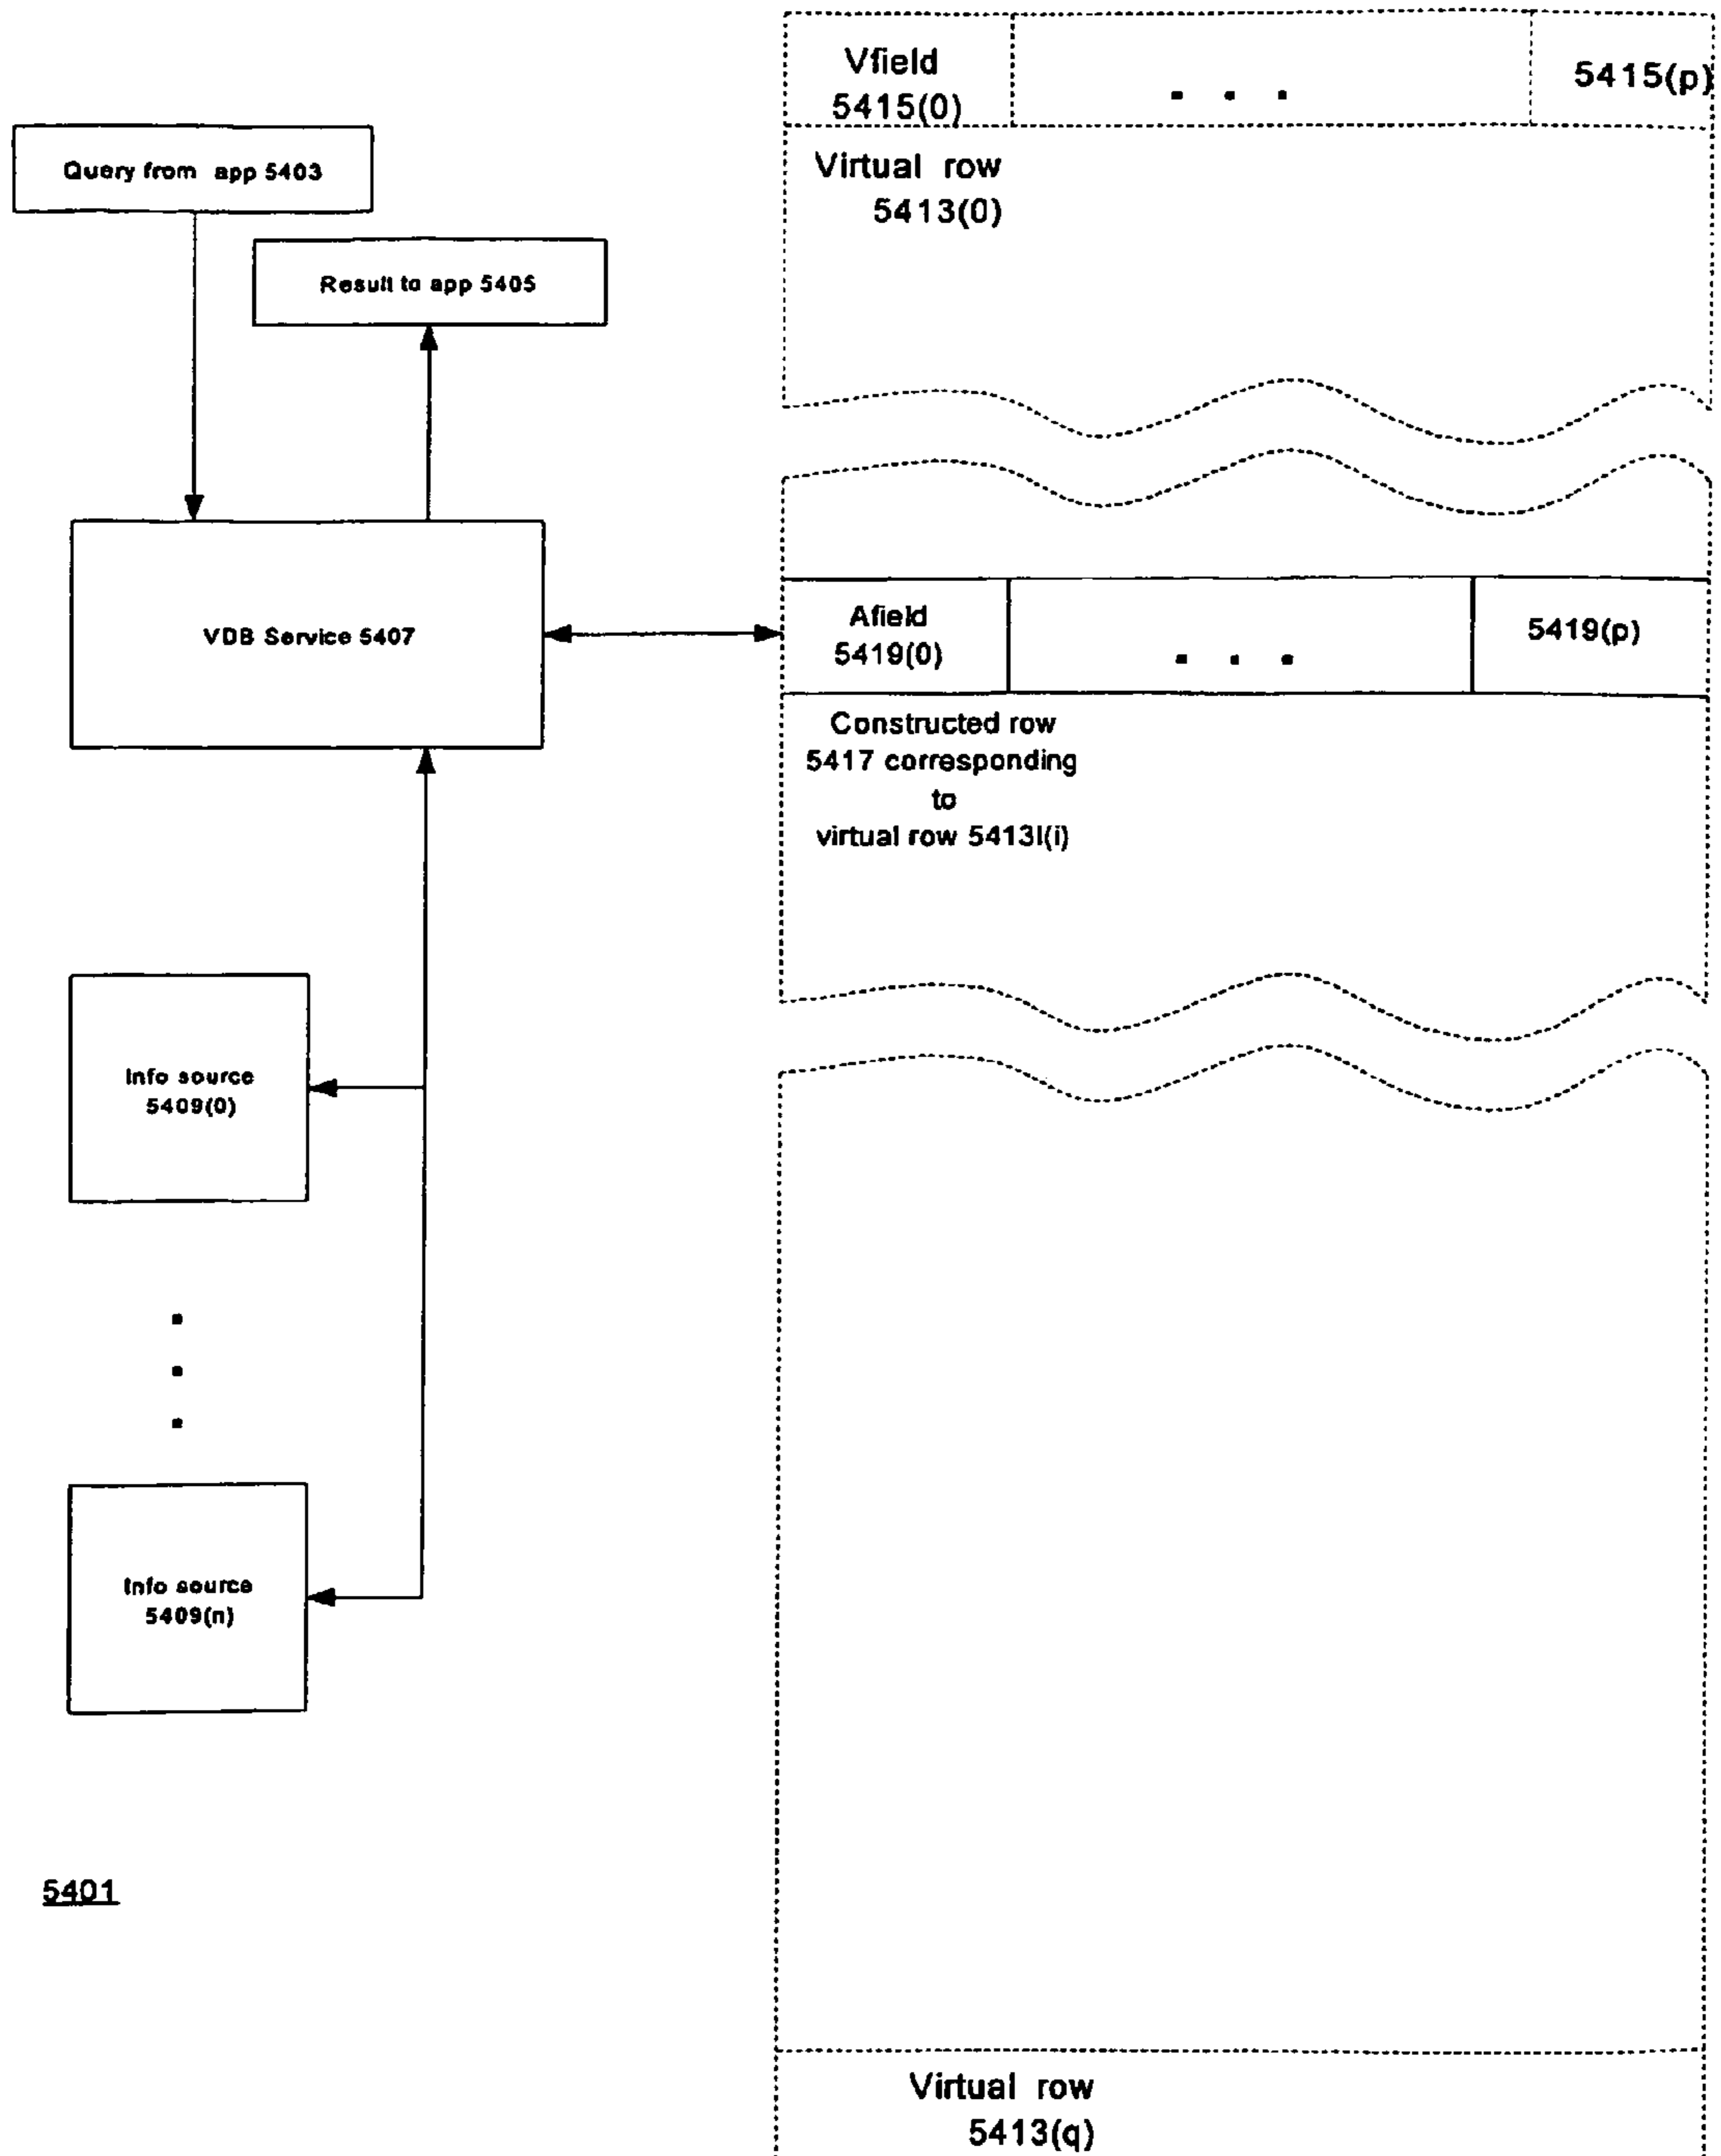 Vfield
5415(0)
. . .
5415(p)
Query from app 5403
Virtual row
5413(0)
Result to app 5405
VDB Service 5407
Afield
5419(0)
. . .
5419(p)
Constructed row
5417 corresponding
to
virtual row 5413l(i)
Info source
5409(0)
Info source
5409(n)
5401
Virtual row
5413(q)